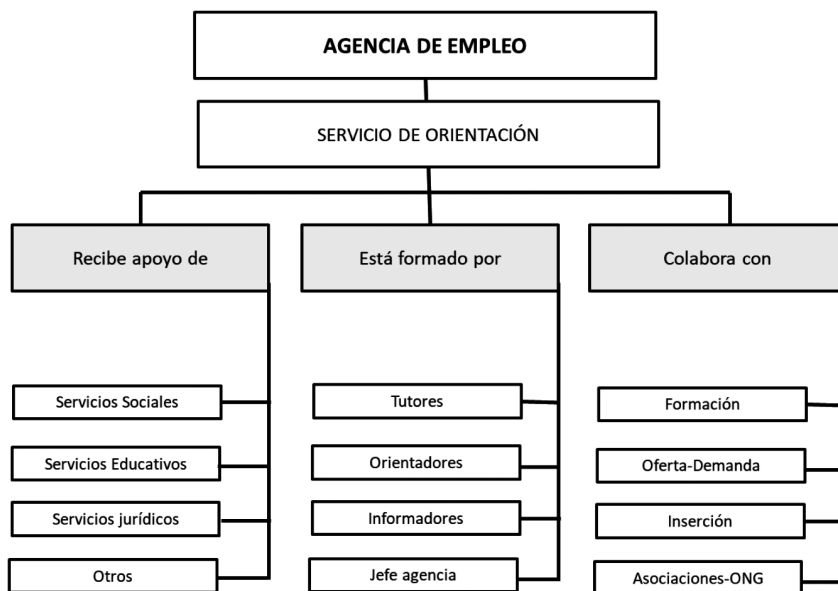 AGENCIA DE EMPLEO
SERVICIO DE ORIENTACIÓN
Recibe apoyo de
Está formado por
Colabora con
Servicios Sociales
Tutores
Formación
Servicios Educativos
Orientadores
Oferta-Demanda
Servicios jurídicos
Informadores
Inserción
Otros
Jefe agencia
Asociaciones-ONG